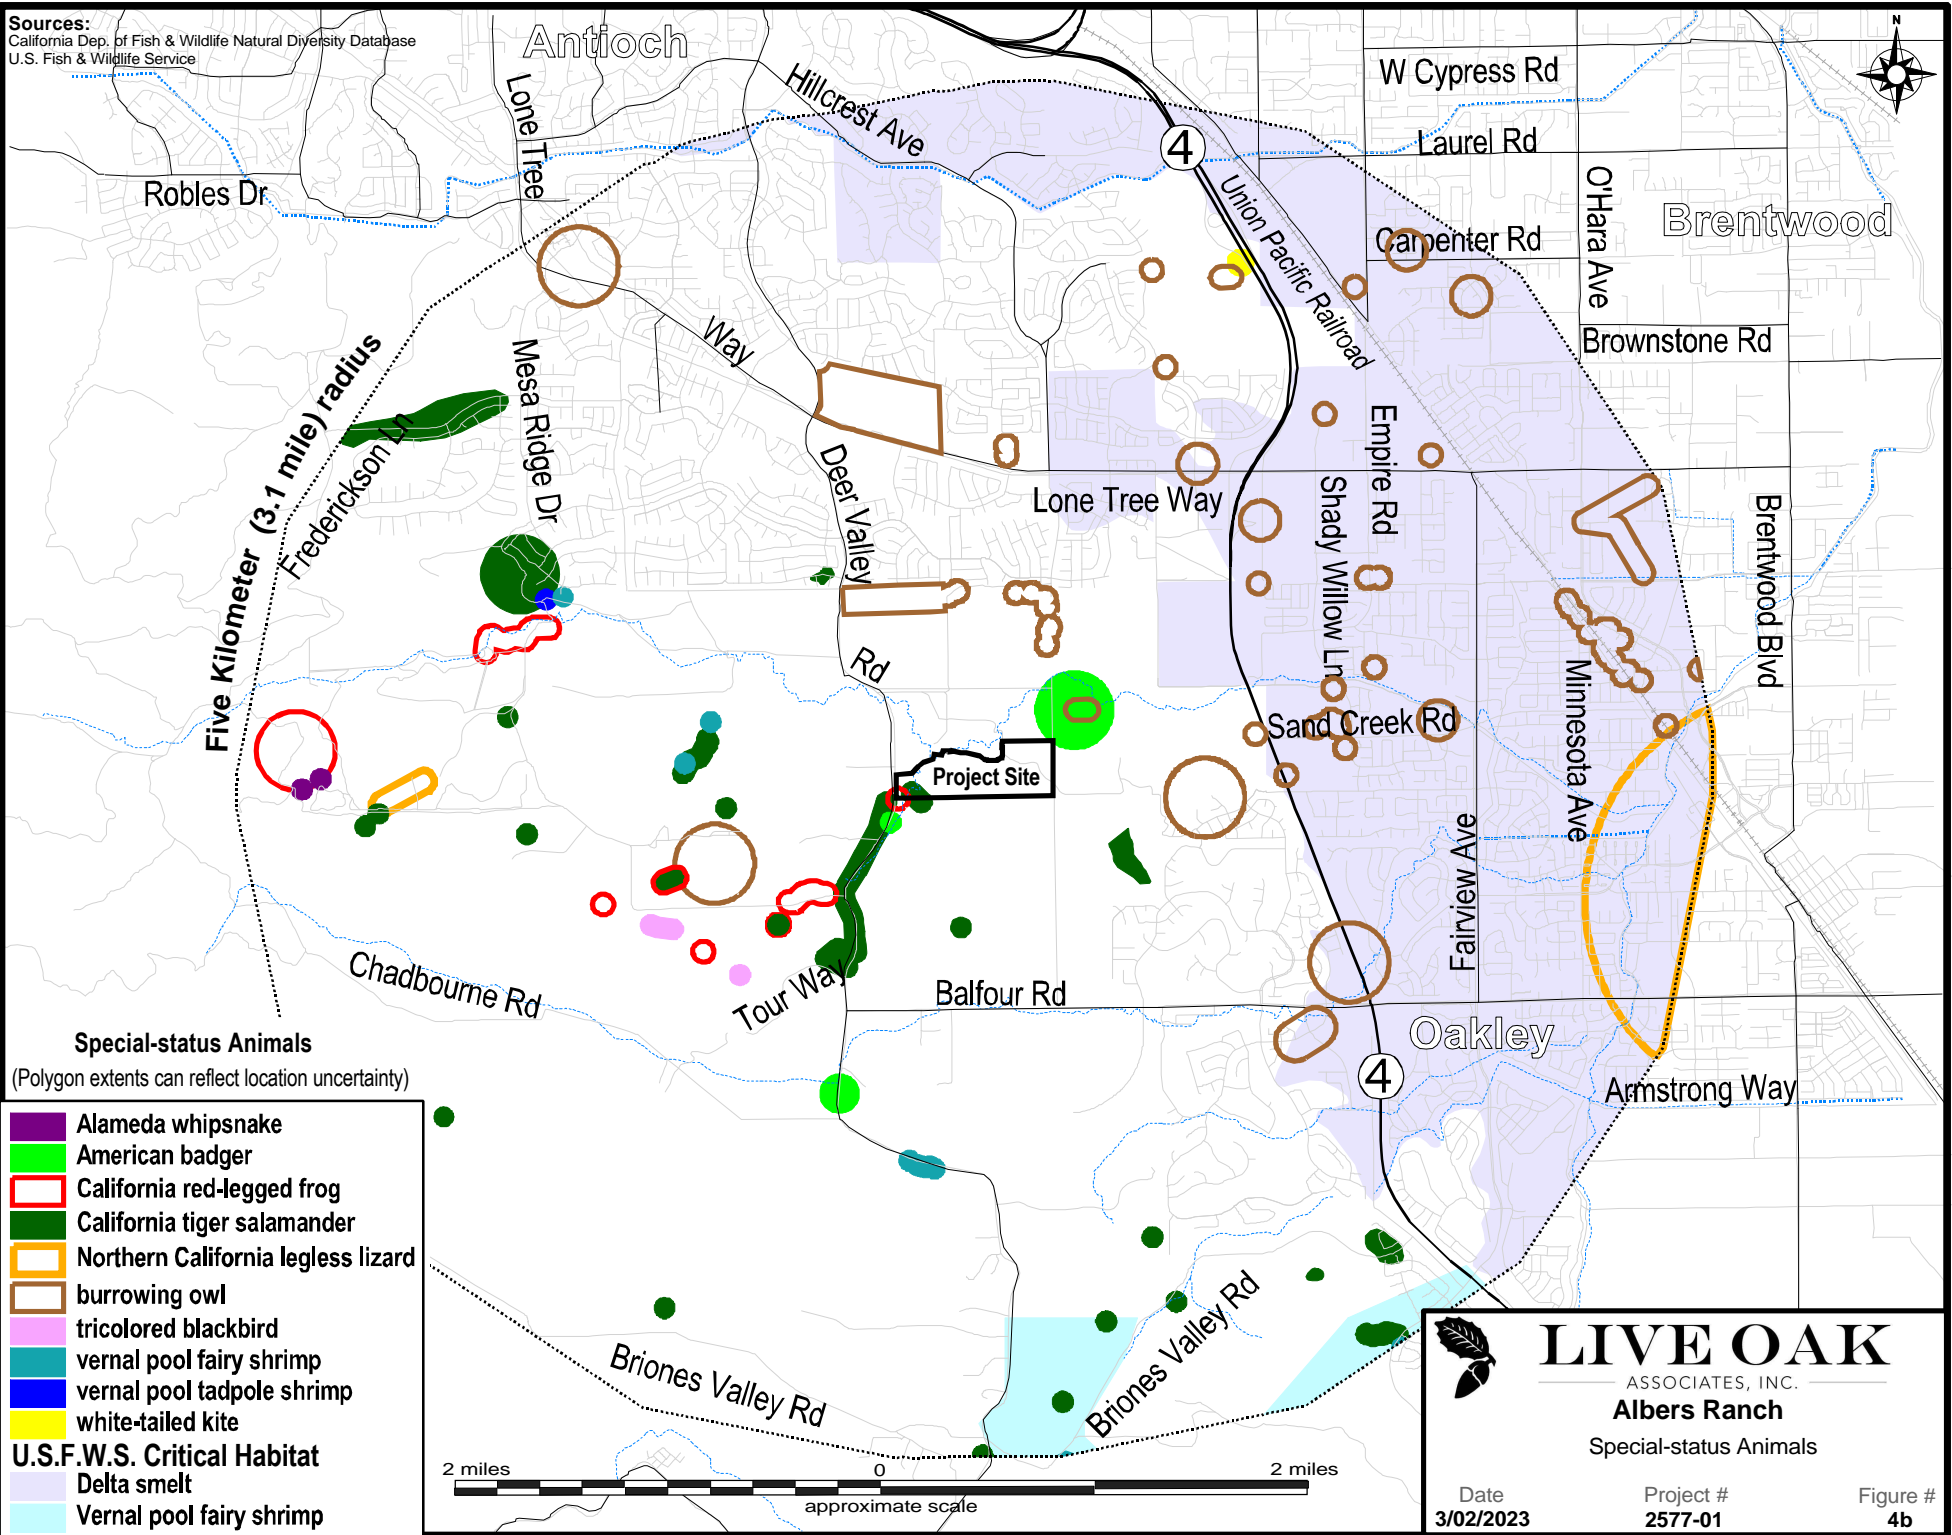 Sources:
California Dep. of Fish & Wildlife Natural Diversity Database
U.S. Fish & Wildlife Service
Antioch
N
W Cypress Rd
Hillcrest Ave
Lone Tree
Laurel Rd
4
Robles Dr
Union Pacific Railroad
O'Hara Ave
Brentwood
Carpenter Rd
Way
Brownstone Rd
Five Kilometer (3.1 mile) radius
Mesa Ridge Dr
Frederickson Ln
Deer Valley
Empire Rd
Lone Tree Way
Shady Willow Ln
Brentwood Blvd
Rd
Minnesota Ave
Sand Creek Rd
Project Site
Fairview Ave
Chadbourne Rd
Tour Way
Balfour Rd
Oakley
4
Armstrong Way
Briones Valley Rd
Briones Valley Rd
Special-status Animals
(Polygon extents can reflect location uncertainty)
Alameda whipsnake
American badger
California red-legged frog
California tiger salamander
Northern California legless lizard
burrowing owl
tricolored blackbird
vernal pool fairy shrimp
vernal pool tadpole shrimp
white-tailed kite
U.S.F.W.S. Critical Habitat
Delta smelt
Vernal pool fairy shrimp
2 miles 0 2 miles
approximate scale
LIVE OAK
ASSOCIATES, INC.
Albers Ranch
Special-status Animals
Date Project # Figure #
3/02/2023 2577-01 4b